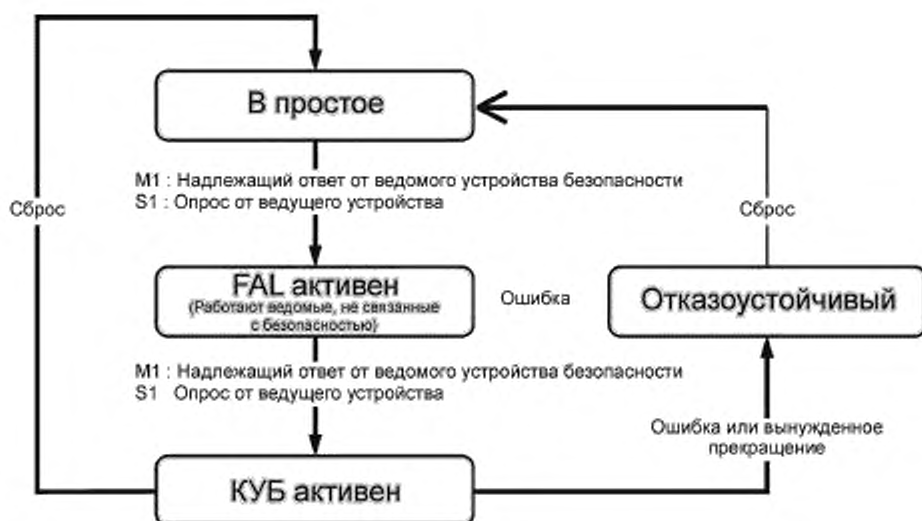 В простое
М1 : Надлежащий ответ от ведомого устройства безопасности
S1 : Опрос от ведущего устройства
Сброс
Сброс
FAL активен
(Работают ведомые, не связанные
с безопасностью)
Ошибка
Отказоустойчивый
М1 : Надлежащий ответ от ведомого устройства безопасности
S1 Опрос от ведущего устройства
Ошибка или вынужденное
прекращение
КУБ активен